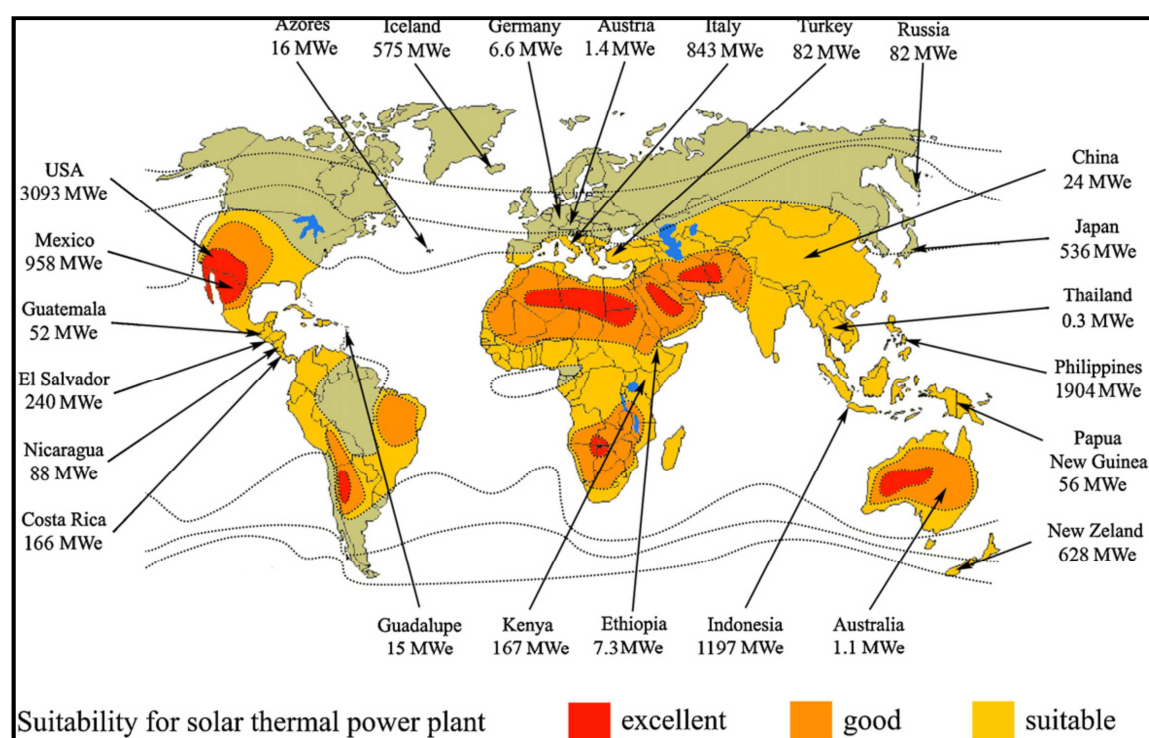 Azores
16 MWe
Iceland
575 MWe
Germany
6.6 MWe
Austria
1.4 MWe
Italy
843 MWe
Turkey
82 MWe
Russia
82 MWe
USA
3093 MWe
Mexico
958 MWe
Guatemala
52 MWe
El Salvador
240 MWe
Nicaragua
88 MWe
Costa Rica
166 MWe
China
24 MWe
Japan
536 MWe
Thailand
0.3 MWe
Philippines
1904 MWe
Papua
New Guinea
56 MWe
New Zeland
628 MWe
Guadalupe
15 MWe
Kenya
167 MWe
Ethiopia
7.3 MWe
Indonesia
1197 MWe
Australia
1.1 MWe
Suitability for solar thermal power plant
excellent
good
suitable